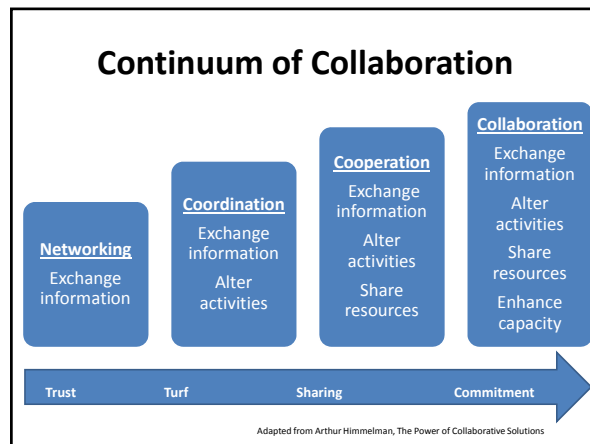 Continuum of Collaboration
Networking
Exchange
information
Coordination
Exchange
information
Alter
activities
Cooperation
Exchange
information
Alter
activities
Share
resources
Collaboration
Exchange
information
Alter
activities
Share
resources
Enhance
capacity
Trust Turf Sharing Commitment
Adapted from Arthur Himmelman, The Power of Collaborative Solutions